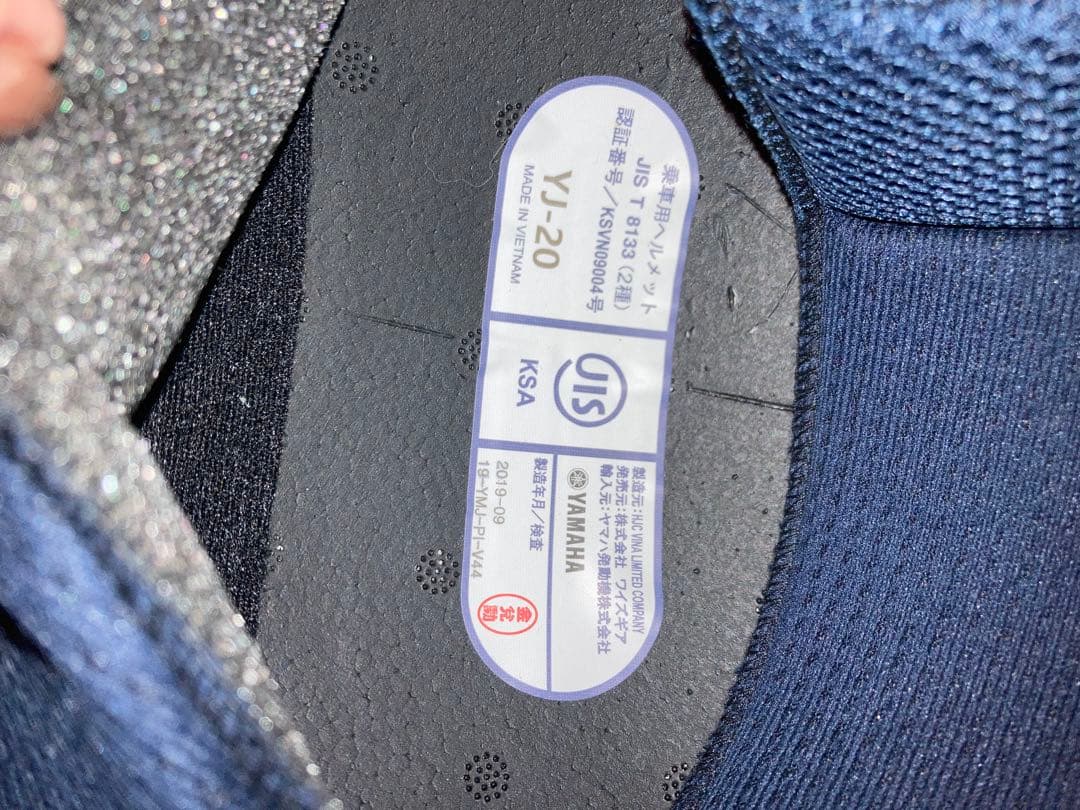 乗車用ヘルメット
JIS T 8133 (2種)
認証番号／KSVN09004号
YJ-20
MADE IN VIETNAM
JIS
KSA
製造元:HJC VINA LIMITED COMPANY
発売元:株式会社 ワイズギア
輸入元:ヤマハ発動機株式会社
YAMAHA
製造年月／検査
2019-09
19-YMJ-PI-V44
金兌勳